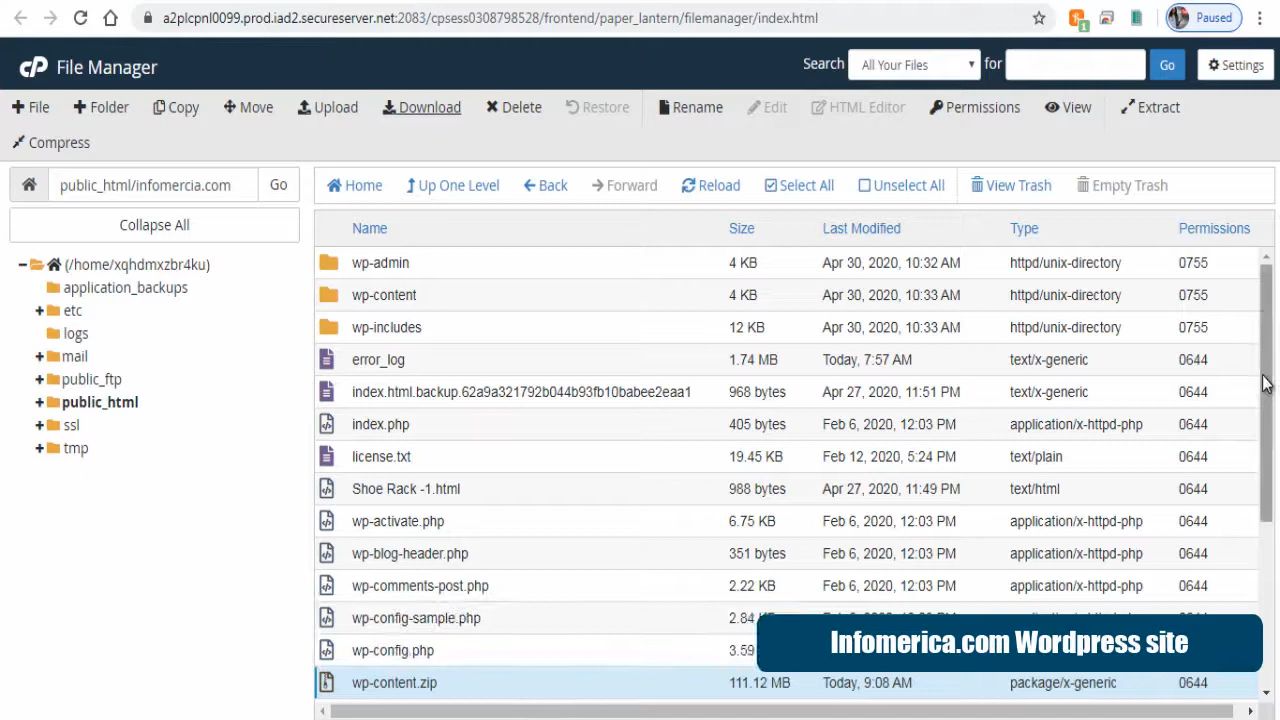 a2plcpnl0099.prod.iad2.secureserver.net:2083/cpsess0308798528/frontend/paper_lantern/filemanager/index.html
1
Paused
cP File Manager
Search All Your Files for Go Settings
File Folder Copy Move Upload Download Delete Restore Rename Edit HTML Editor Permissions View Extract
Compress
public_html/infomercia.com Go
Home Up One Level Back Forward Reload Select All Unselect All View Trash Empty Trash
Collapse All
(/home/xqhdmxzbr4ku)
application_backups
etc
logs
mail
public_ftp
public_html
ssl
tmp
Name Size Last Modified Type Permissions
wp-admin 4 KB Apr 30, 2020, 10:32 AM httpd/unix-directory 0755
wp-content 4 KB Apr 30, 2020, 10:33 AM httpd/unix-directory 0755
wp-includes 12 KB Apr 30, 2020, 10:33 AM httpd/unix-directory 0755
error_log 1.74 MB Today, 7:57 AM text/x-generic 0644
index.html.backup.62a9a321792b044b93fb10babee2eaa1 968 bytes Apr 27, 2020, 11:51 PM text/x-generic 0644
index.php 405 bytes Feb 6, 2020, 12:03 PM application/x-httpd-php 0644
license.txt 19.45 KB Feb 12, 2020, 5:24 PM text/plain 0644
Shoe Rack -1.html 988 bytes Apr 27, 2020, 11:49 PM text/html 0644
wp-activate.php 6.75 KB Feb 6, 2020, 12:03 PM application/x-httpd-php 0644
wp-blog-header.php 351 bytes Feb 6, 2020, 12:03 PM application/x-httpd-php 0644
wp-comments-post.php 2.22 KB Feb 6, 2020, 12:03 PM application/x-httpd-php 0644
wp-config-sample.php 2.84
wp-config.php 3.59
Infomerica.com Wordpress site
wp-content.zip 111.12 MB Today, 9:08 AM package/x-generic 0644